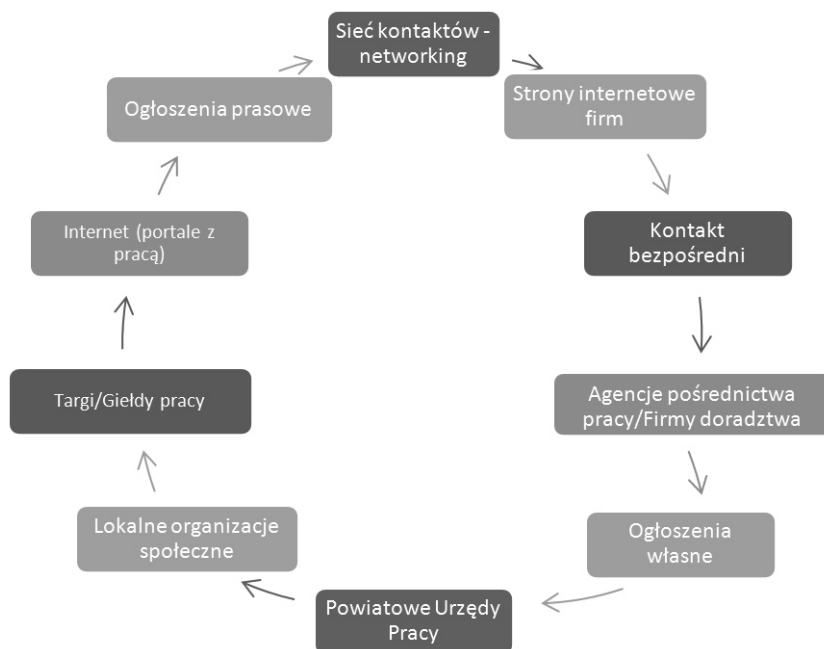 Sieć kontaktów -
networking
Strony internetowe
firm
Kontakt
bezpośredni
Agencje pośrednictwa
pracy/Firmy doradztwa
Ogłoszenia
własne
Powiatowe Urzędy
Pracy
Lokalne organizacje
społeczne
Targi/Giełdy pracy
Internet (portale z
pracą)
Ogłoszenia prasowe